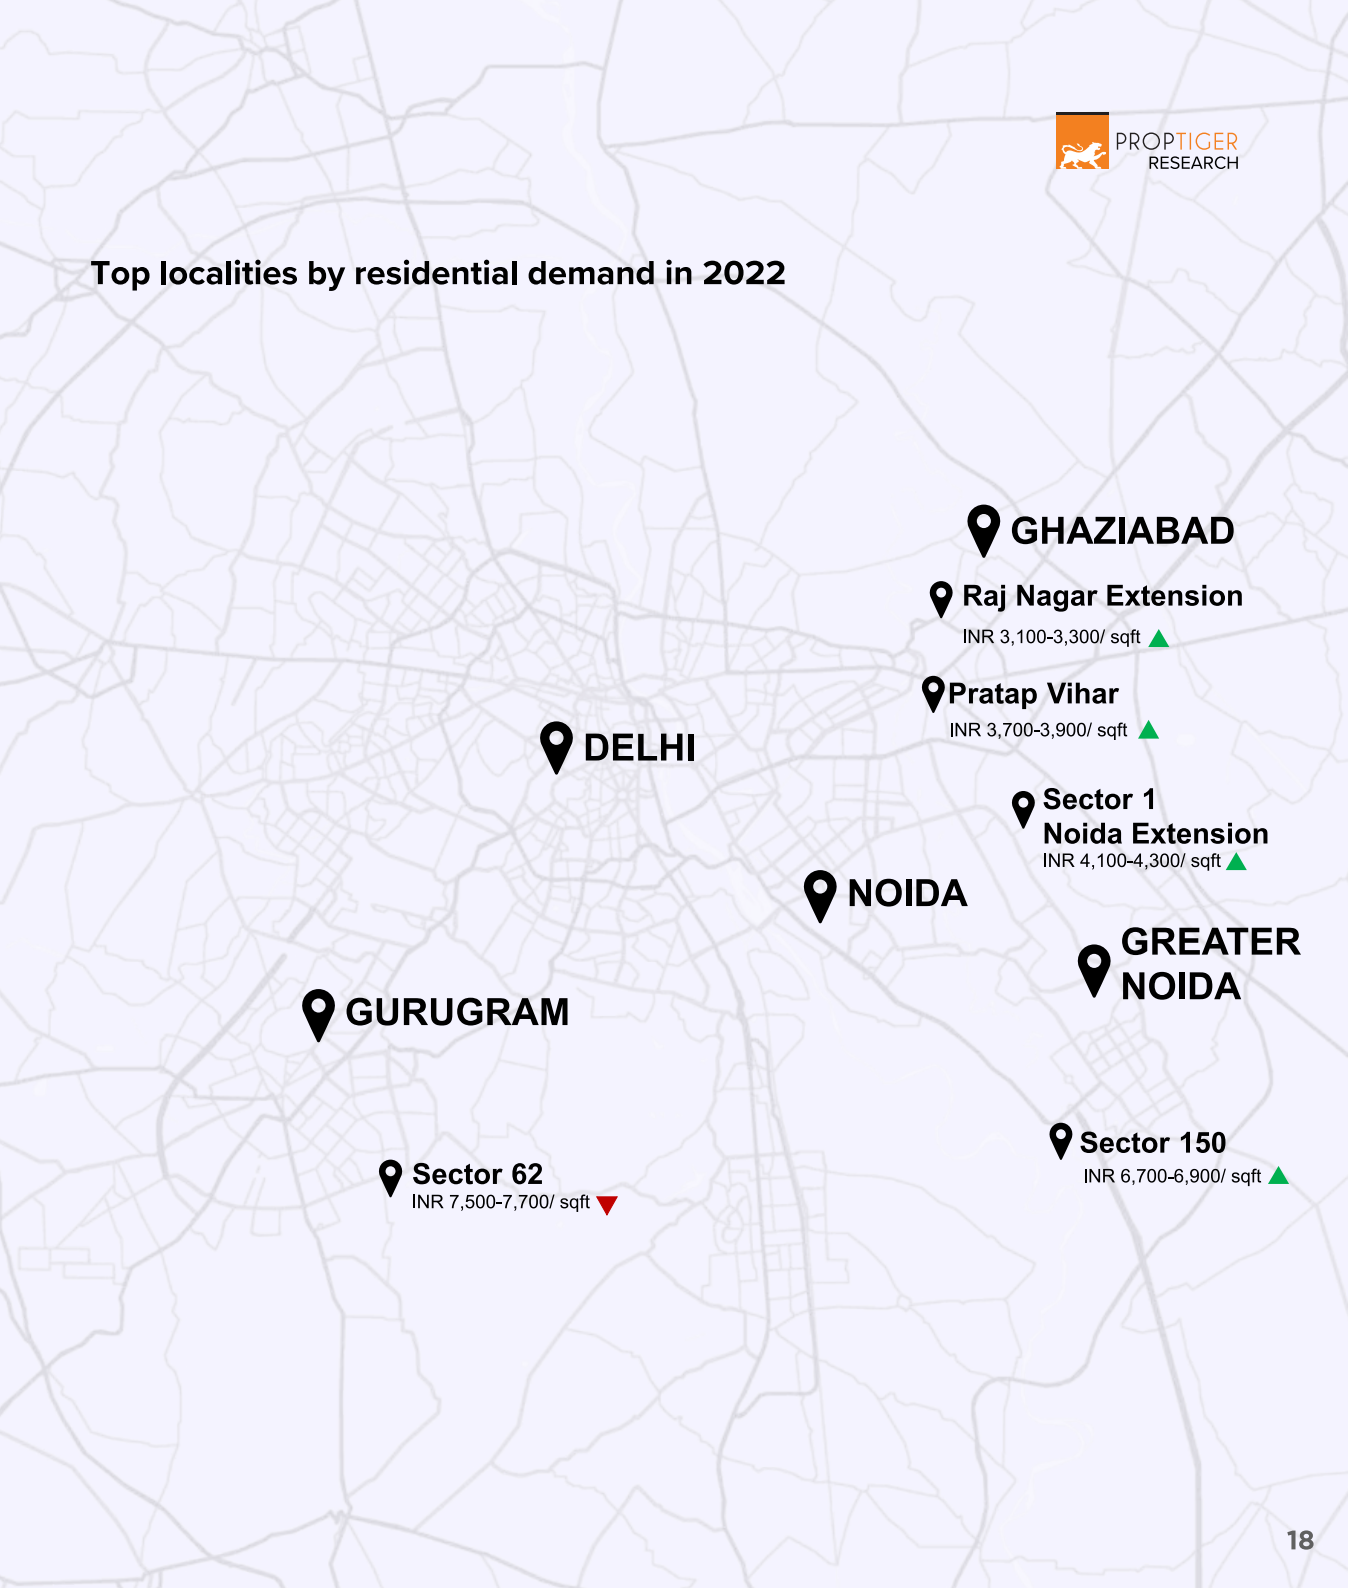 PROPTIGER
RESEARCH
Top localities by residential demand in 2022
GHAZIABAD
Raj Nagar Extension
INR 3,100-3,300/ sqft
Pratap Vihar
INR 3,700-3,900/ sqft
DELHI
Sector 1
Noida Extension
INR 4,100-4,300/ sqft
NOIDA
GREATER
NOIDA
GURUGRAM
Sector 150
INR 6,700-6,900/ sqft
Sector 62
INR 7,500-7,700/ sqft
18